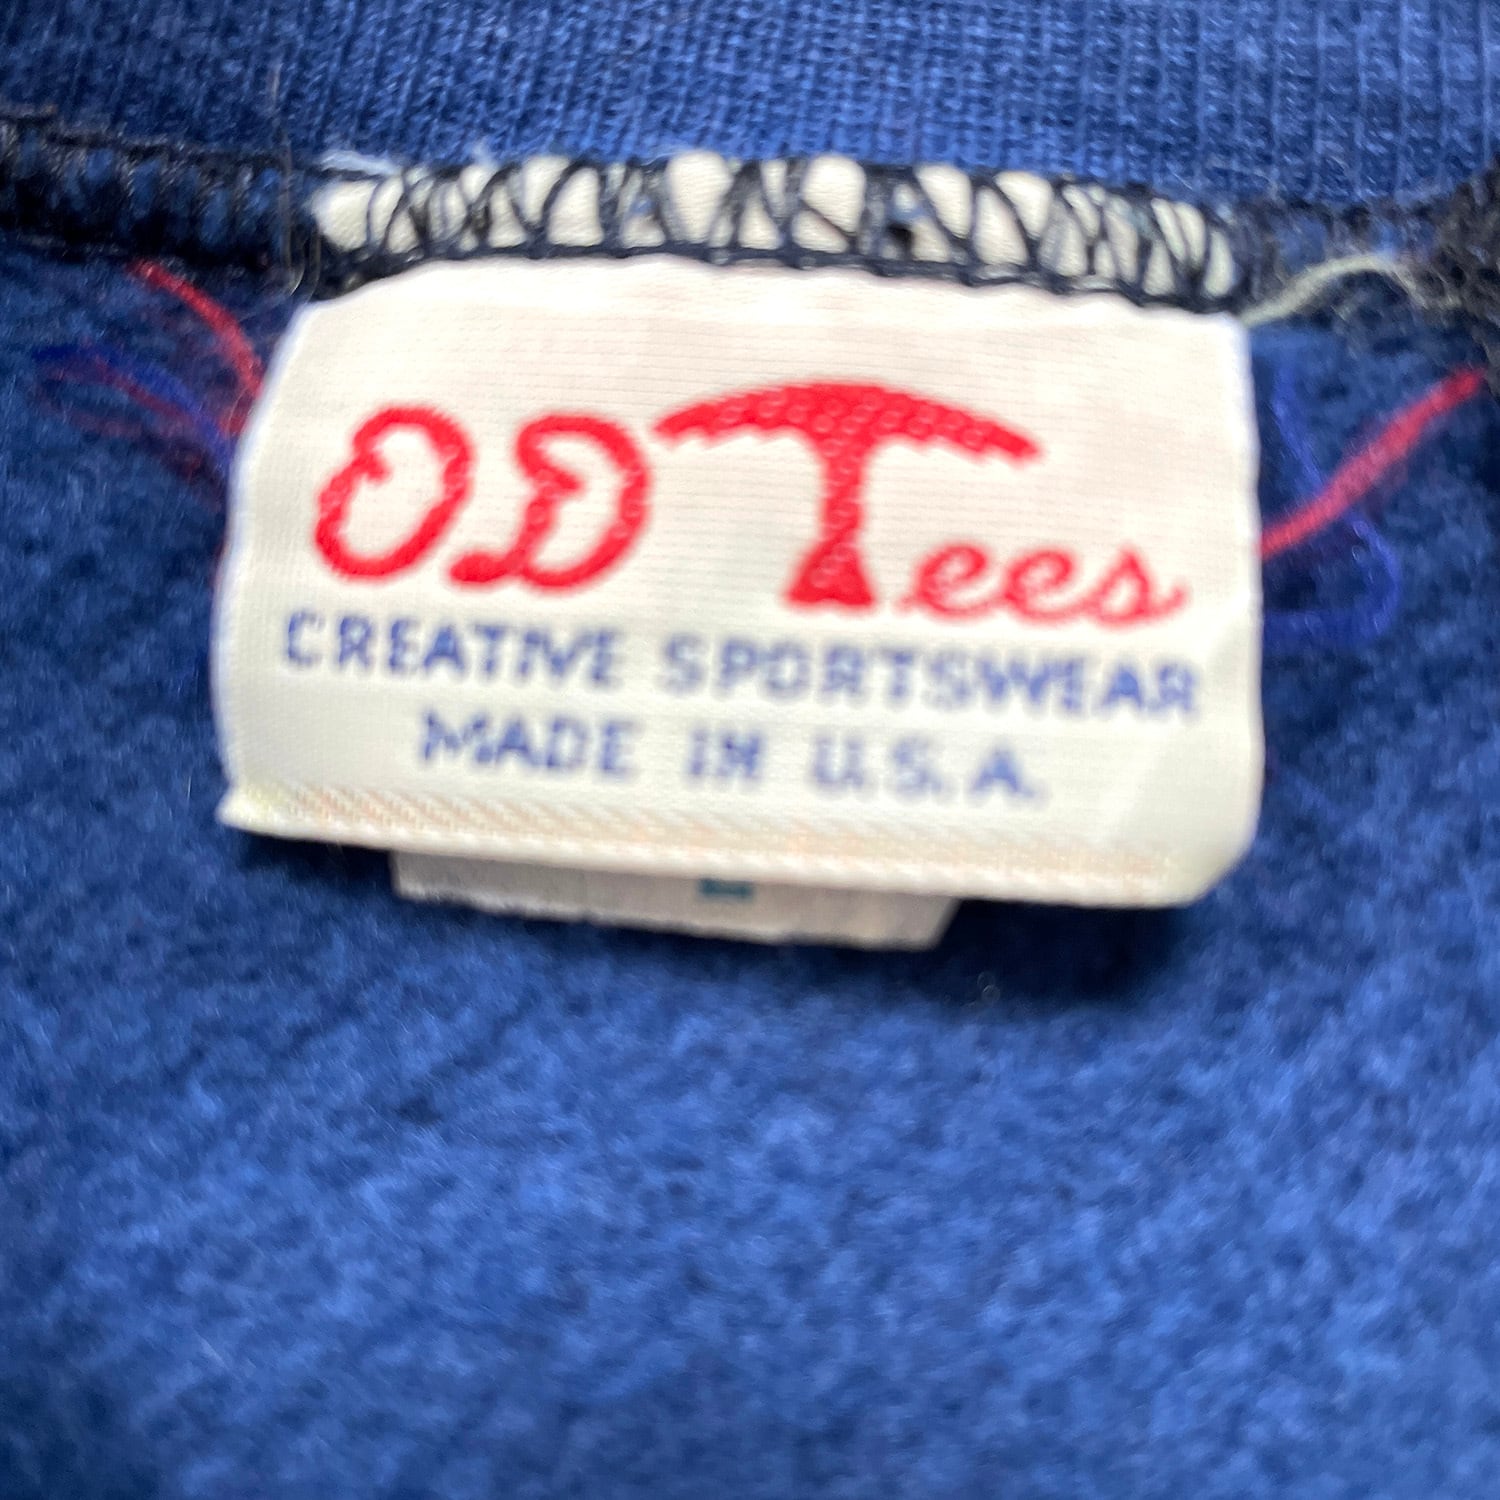 OD Tees
CREATIVE SPORTSWEAR
MADE IN U.S.A.